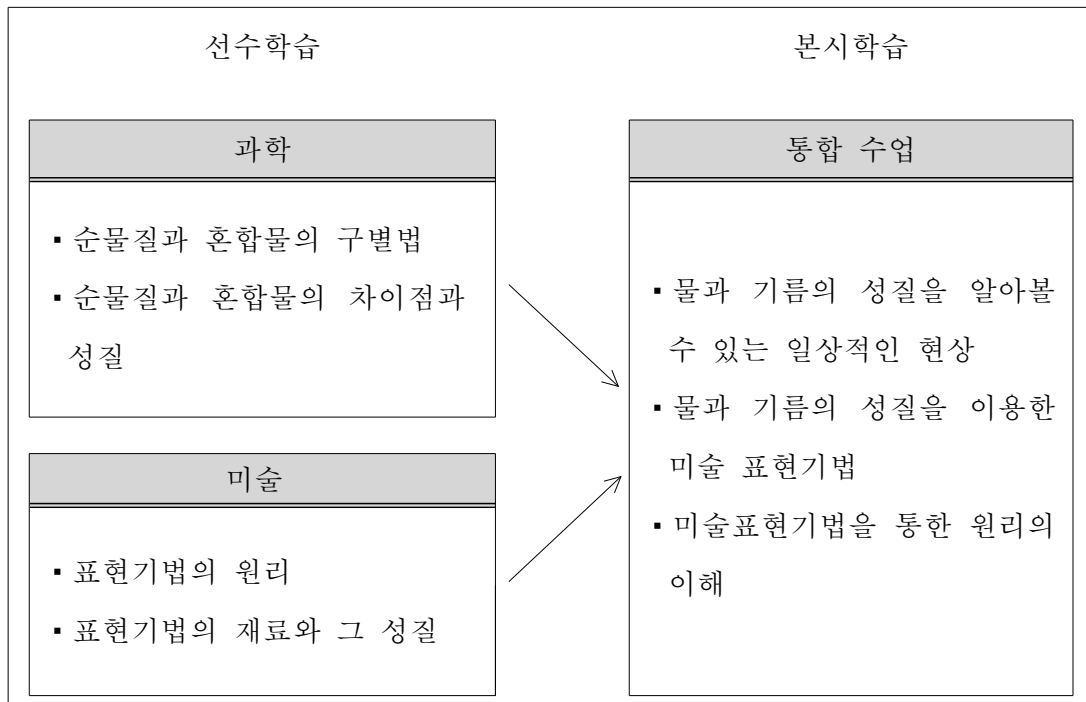 선수학습
본시학습
과학
▪ 순물질과 혼합물의 구별법
▪ 순물질과 혼합물의 차이점과
성질
미술
▪ 표현기법의 원리
▪ 표현기법의 재료와 그 성질
통합 수업
▪ 물과 기름의 성질을 알아볼
수 있는 일상적인 현상
▪ 물과 기름의 성질을 이용한
미술 표현기법
▪ 미술표현기법을 통한 원리의
이해